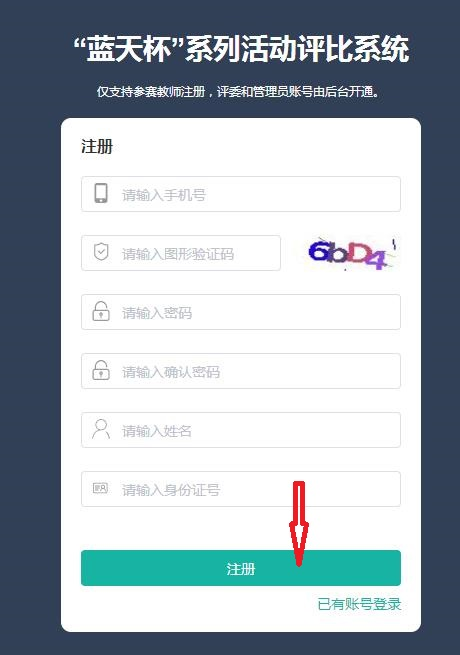 “蓝天杯”系列活动评比系统
仅支持参赛教师注册，评委和管理员账号由后台开通。
注册
请输入手机号
请输入图形验证码
6bD4
请输入密码
请输入确认密码
请输入姓名
请输入身份证号
注册
已有账号登录